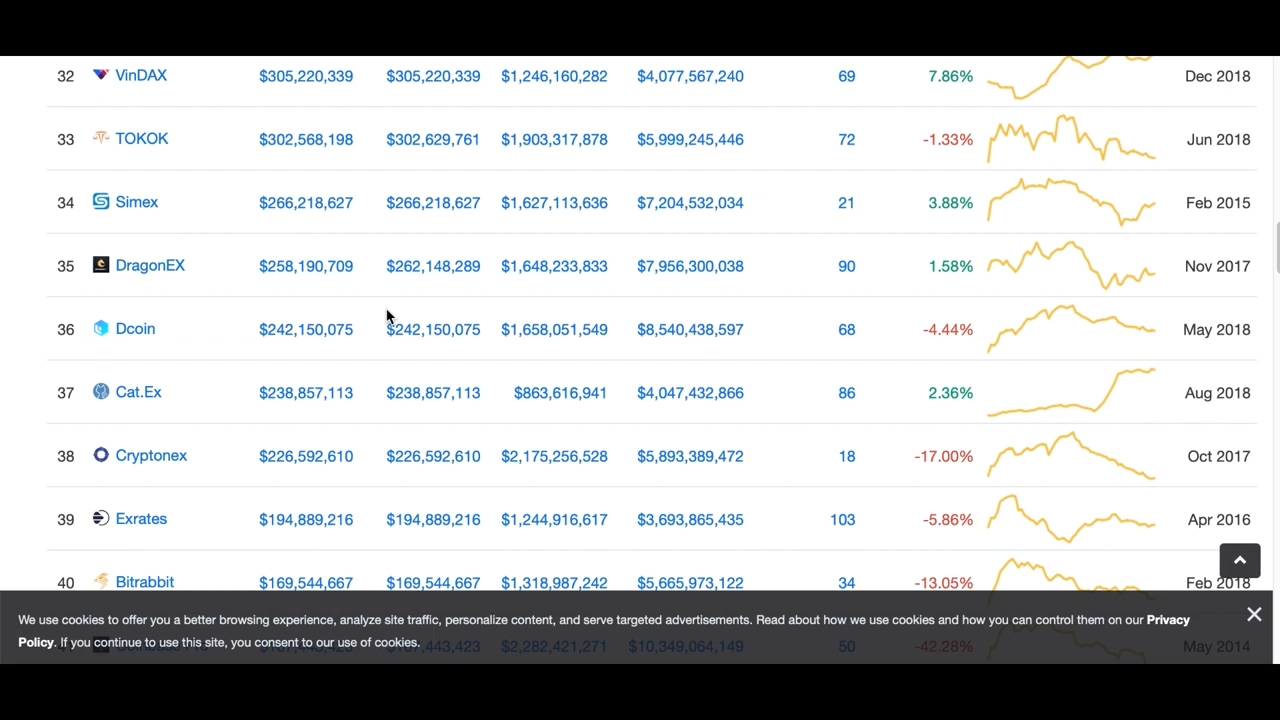 32 VinDAX $305,220,339 $305,220,339 $1,246,160,282 $4,077,567,240 69 7.86% Dec 2018
33 TOKOK $302,568,198 $302,629,761 $1,903,317,878 $5,999,245,446 72 -1.33% Jun 2018
34 Simex $266,218,627 $266,218,627 $1,627,113,636 $7,204,532,034 21 3.88% Feb 2015
35 DragonEX $258,190,709 $262,148,289 $1,648,233,833 $7,956,300,038 90 1.58% Nov 2017
36 Dcoin $242,150,075 $242,150,075 $1,658,051,549 $8,540,438,597 68 -4.44% May 2018
37 Cat.Ex $238,857,113 $238,857,113 $863,616,941 $4,047,432,866 86 2.36% Aug 2018
38 Cryptonex $226,592,610 $226,592,610 $2,175,256,528 $5,893,389,472 18 -17.00% Oct 2017
39 Exrates $194,889,216 $194,889,216 $1,244,916,617 $3,693,865,435 103 -5.86% Apr 2016
40 Bitrabbit $169,544,667 $169,544,667 $1,318,987,242 $5,665,973,122 34 -13.05% Feb 2018
We use cookies to offer you a better browsing experience, analyze site traffic, personalize content, and serve targeted advertisements. Read about how we use cookies and how you can control them on our Privacy
Policy. If you continue to use this site, you consent to our use of cookies.
$2,282,421,271 $10,349,064,149 50 -42.28% May 2014